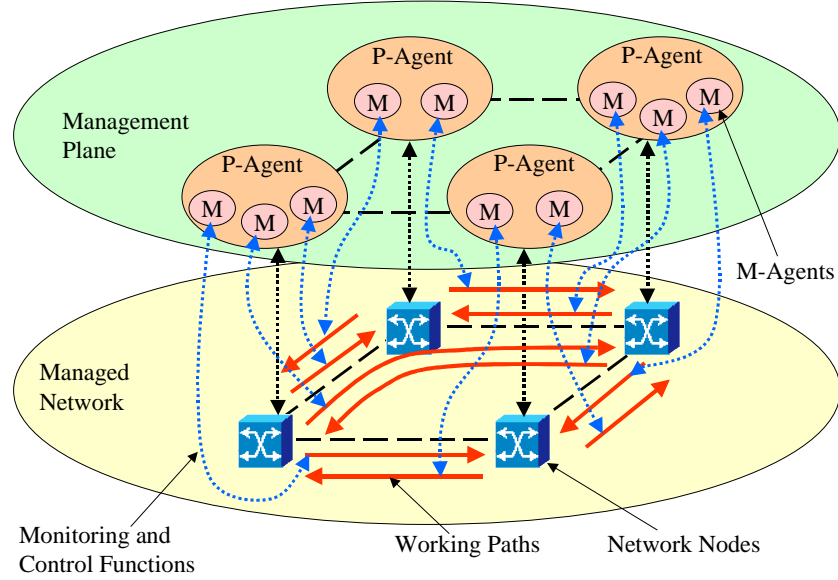 P-Agent
P-Agent
M
M
M
M
M
Management
Plane
P-Agent
P-Agent
M
M
M
M
M
M-Agents
Managed
Network
Monitoring and
Control Functions
Working Paths
Network Nodes